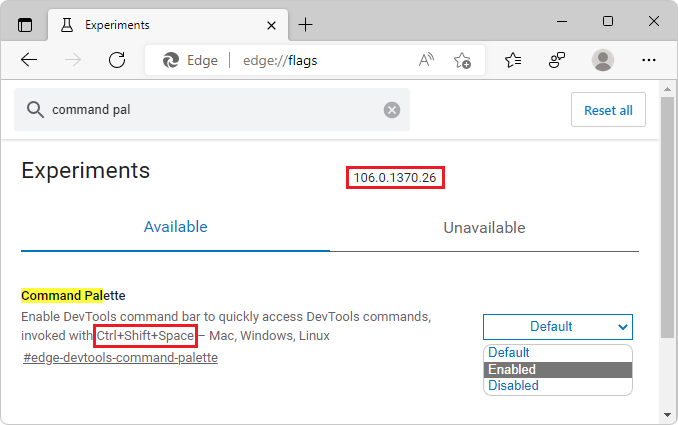 Experiments
Edge edge://flags
command pal
Reset all
Experiments
106.0.1370.26
Available
Unavailable
Command Palette
Enable DevTools command bar to quickly access DevTools commands,
invoked with Ctrl+Shift+Space – Mac, Windows, Linux
#edge-devtools-command-palette
Default
Default
Enabled
Disabled